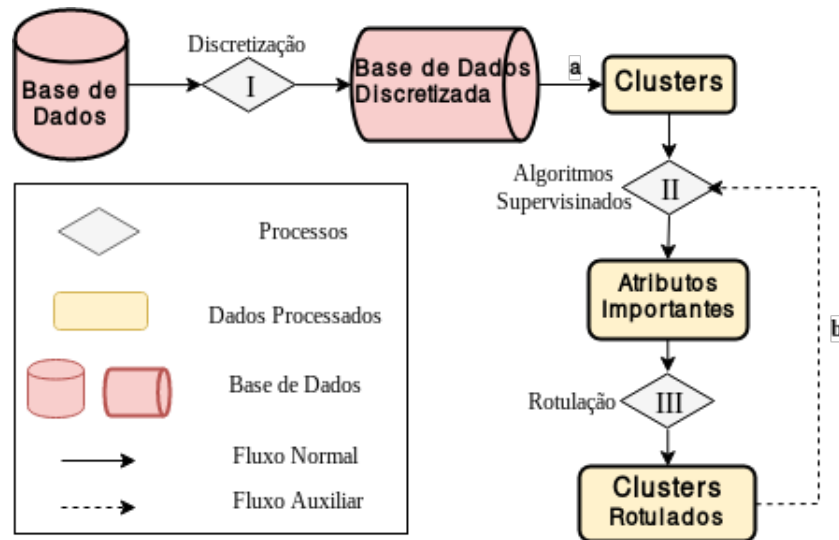 Discretização
Base de
Dados
I
Base de Dados
Discretizada
a
Clusters
Algoritmos
Supervisinados
II
Atributos
Importantes
b
Rotulação
III
Clusters
Rotulados
Processos
Dados Processados
Base de Dados
Fluxo Normal
Fluxo Auxiliar